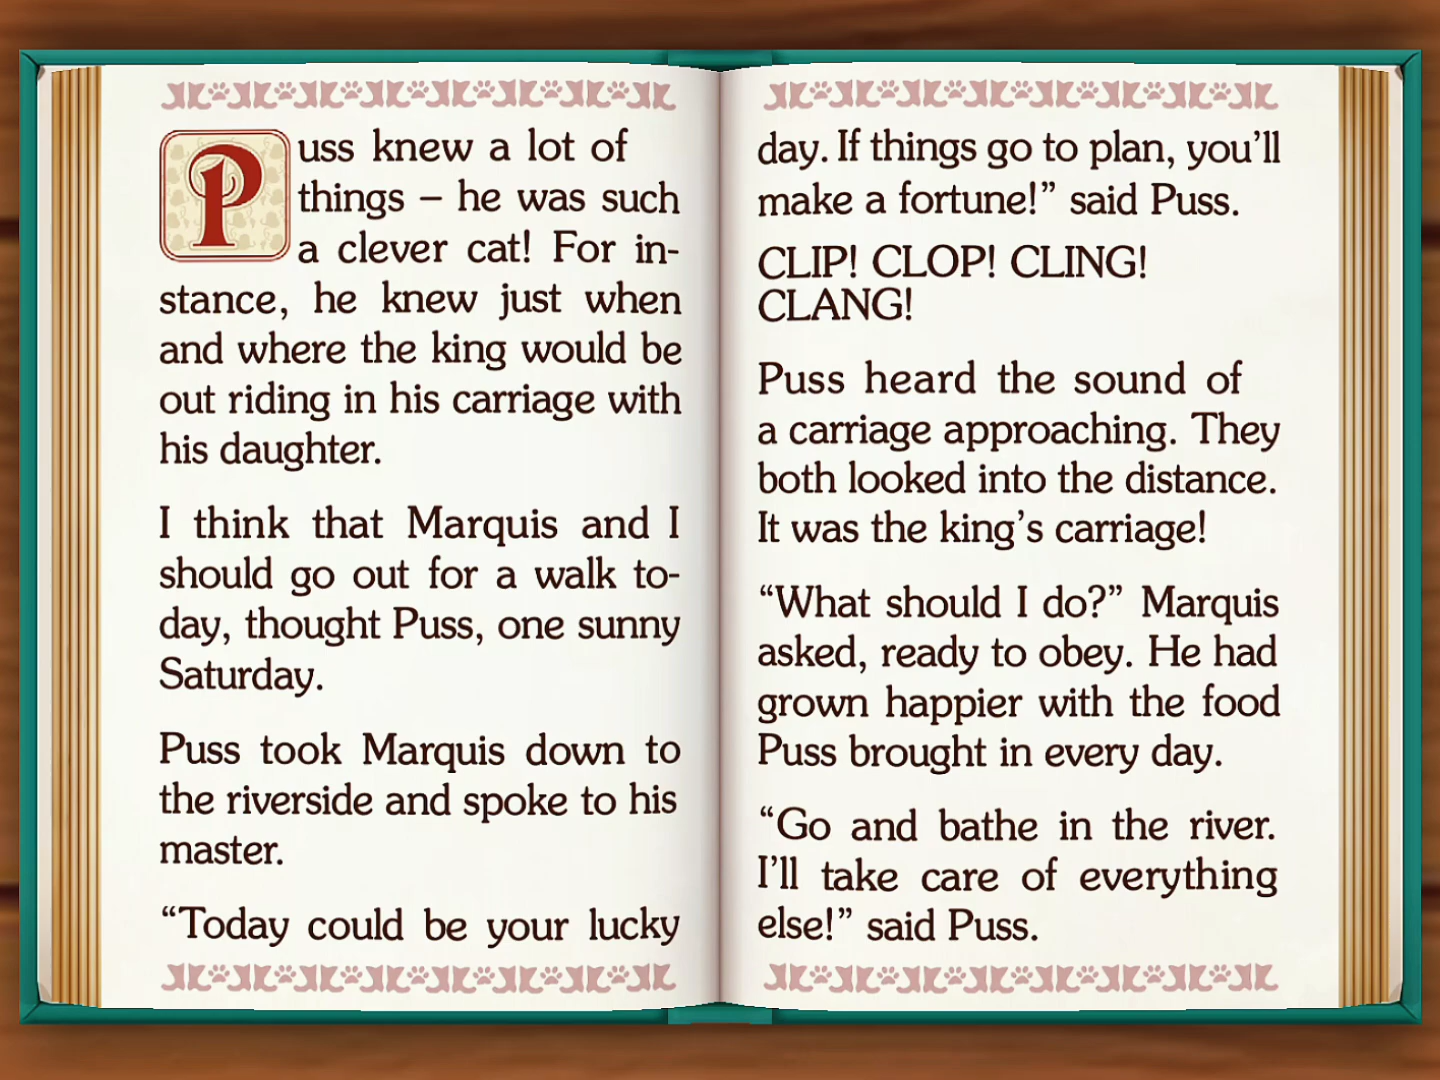 Puss knew a lot of
things – he was such
a clever cat! For in-
stance, he knew just when
and where the king would be
out riding in his carriage with
his daughter.
I think that Marquis and I
should go out for a walk to-
day, thought Puss, one sunny
Saturday.
Puss took Marquis down to
the riverside and spoke to his
master.
“Today could be your lucky
day. If things go to plan, you’ll
make a fortune!” said Puss.
CLIP! CLOP! CLING!
CLANG!
Puss heard the sound of
a carriage approaching. They
both looked into the distance.
It was the king’s carriage!
“What should I do?” Marquis
asked, ready to obey. He had
grown happier with the food
Puss brought in every day.
“Go and bathe in the river.
I’ll take care of everything
else!” said Puss.